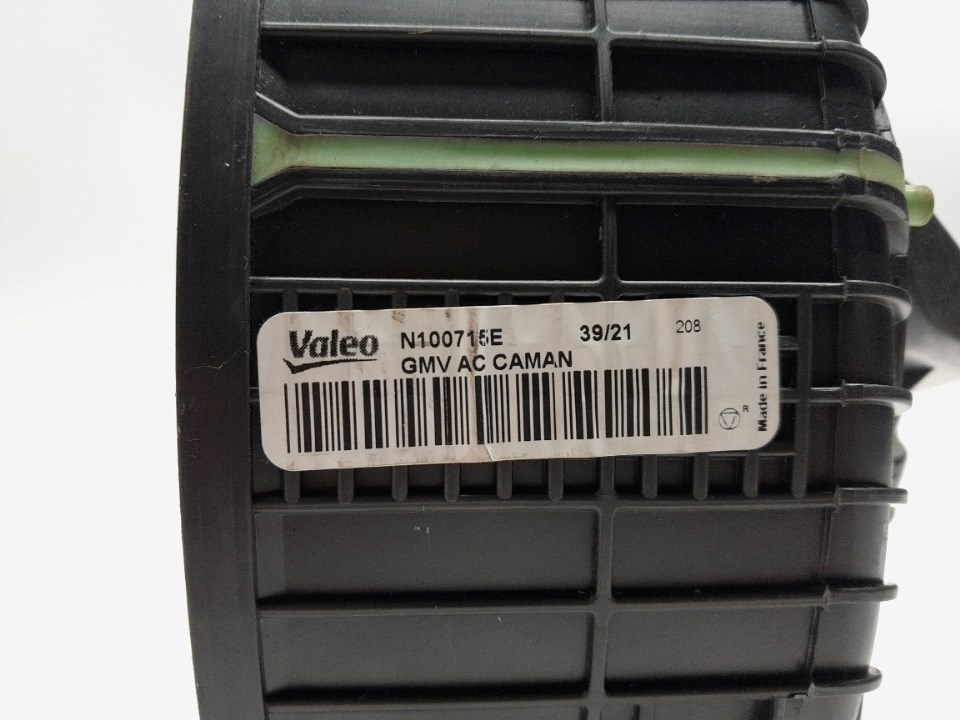 Valeo N100715E 39/21 208
GMV AC CAMAN
R
Made in France